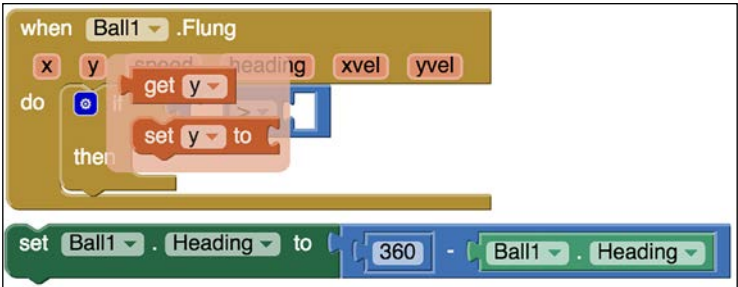 when Ball1 .Flung
x y speed heading xvel yvel
get y
do if >
set y to
then
set Ball1 . Heading to 360 - Ball1 . Heading